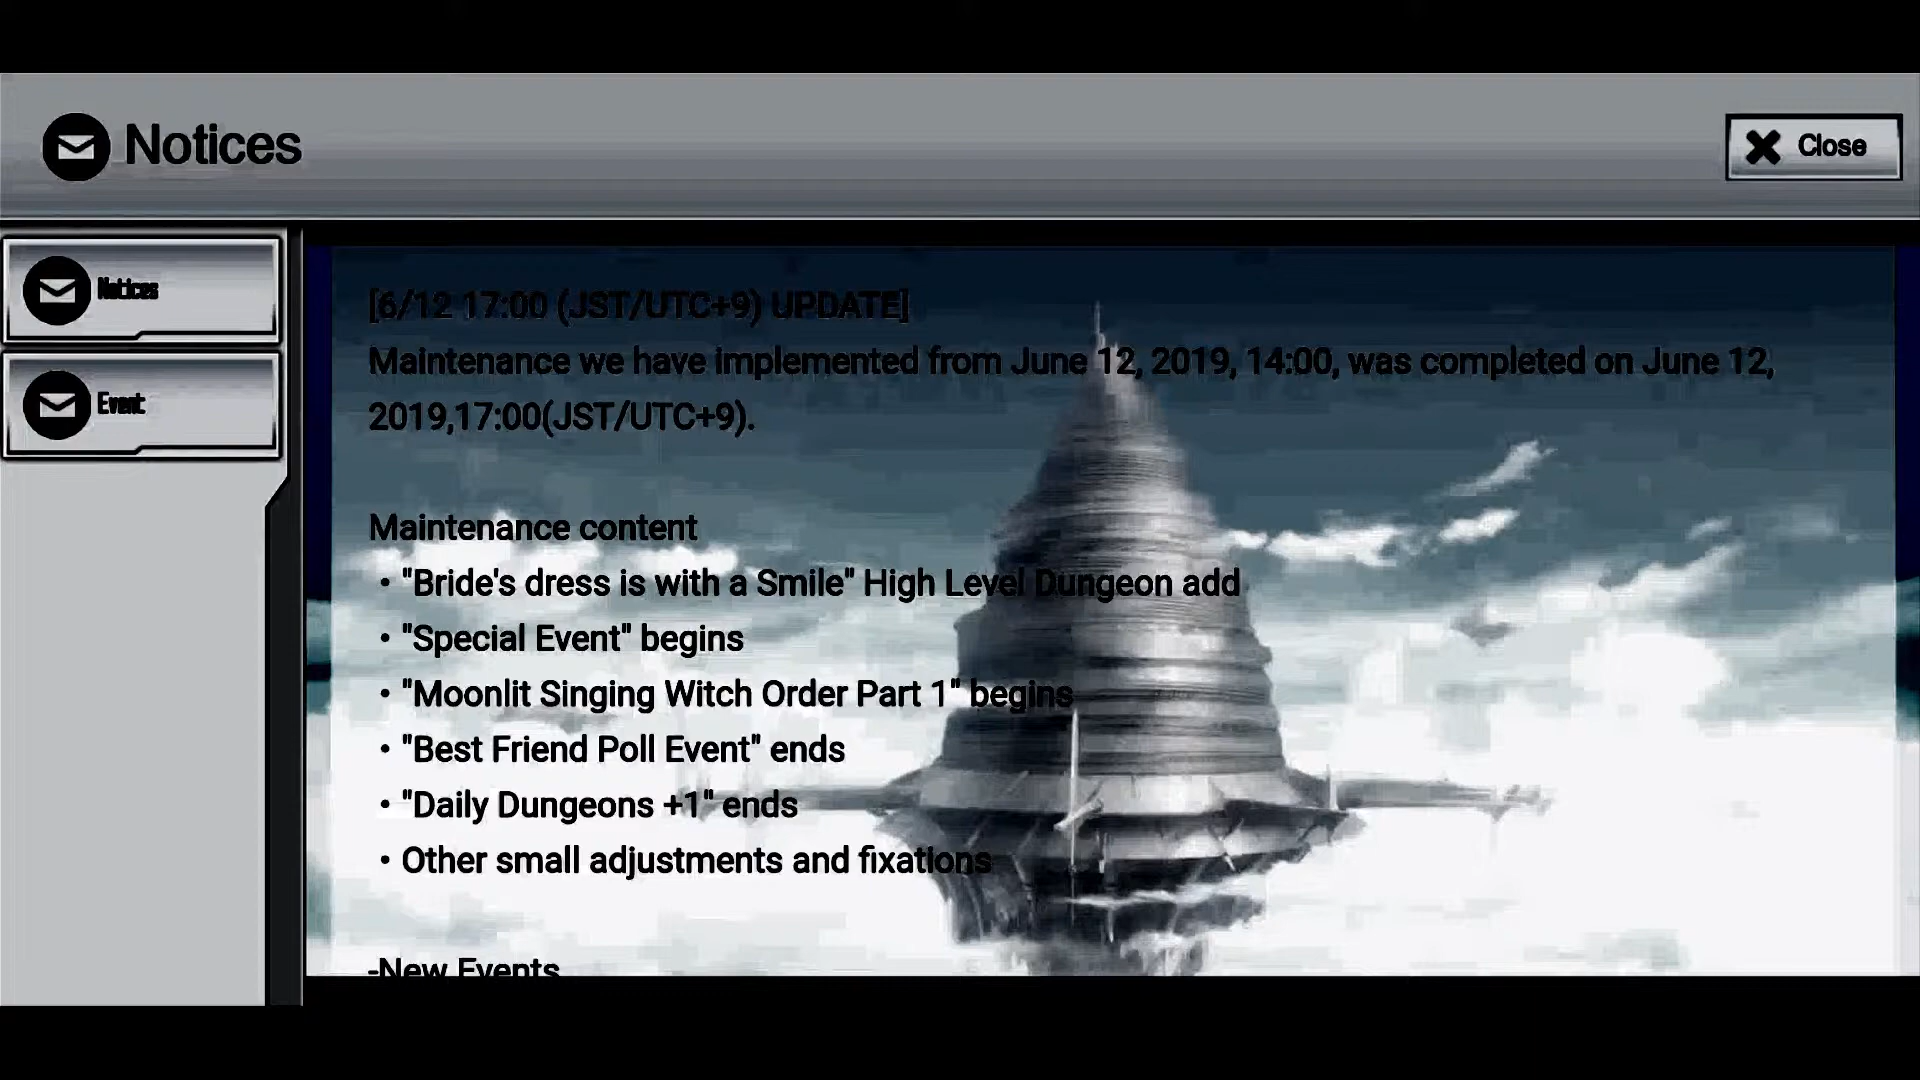 Notices
Close
Notices
Event
[6/12 17:00 (JST/UTC+9) UPDATE]
Maintenance we have implemented from June 12, 2019, 14:00, was completed on June 12,
2019,17:00(JST/UTC+9).
Maintenance content
・"Bride's dress is with a Smile" High Level Dungeon add
・"Special Event" begins
・"Moonlit Singing Witch Order Part 1" begins
・"Best Friend Poll Event" ends
・"Daily Dungeons +1" ends
・Other small adjustments and fixations
-New Events